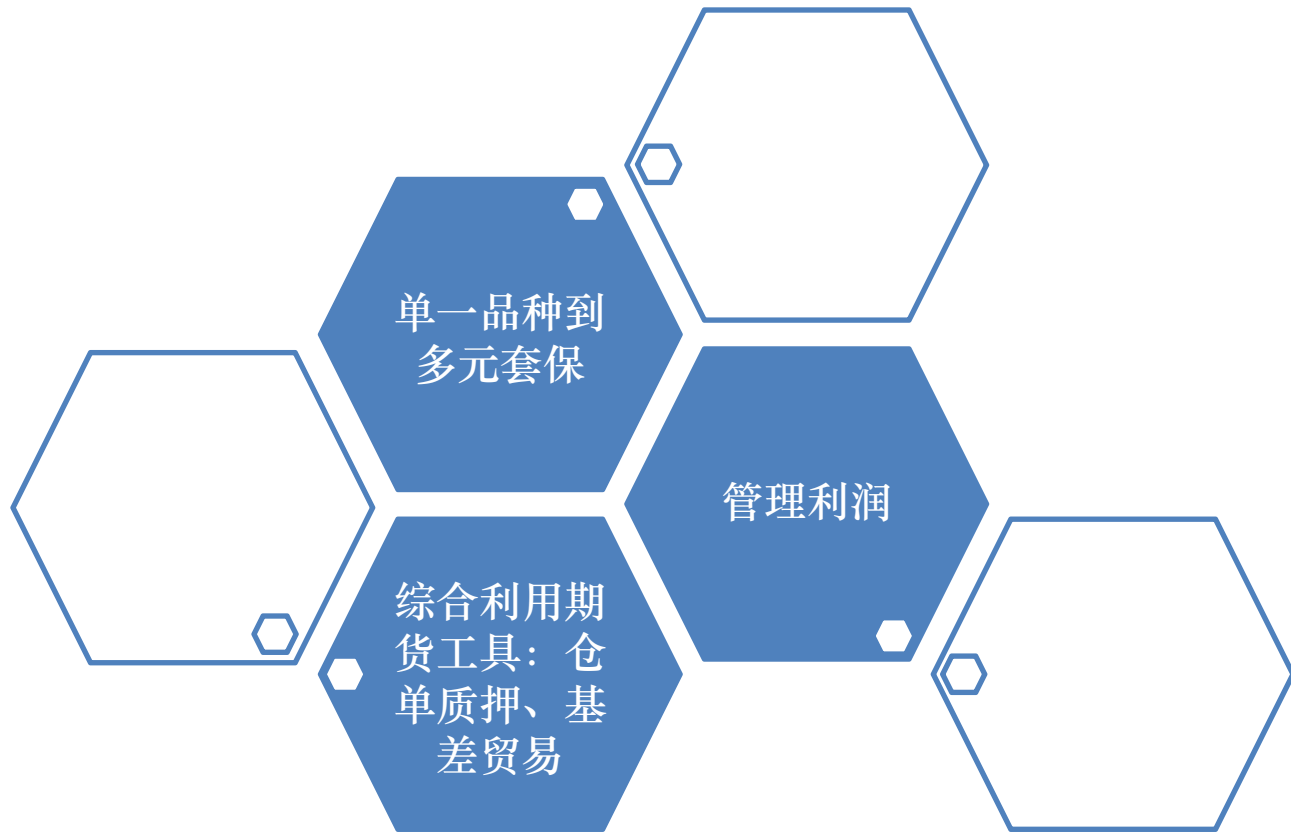 单一品种到
多元套保
管理利润
综合利用期
货工具：仓
单质押、基
差贸易